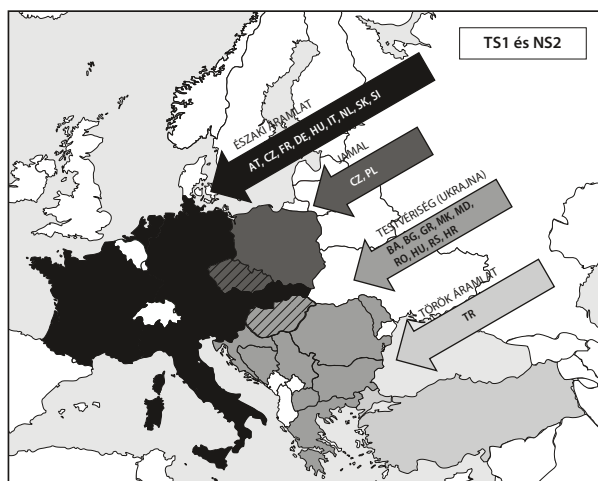 TS1 és NS2
ÉSZAKI ÁRAMLAT
AT, CZ, FR, DE, HU, IT, NL, SK, SI
JAMAL
CZ, PL
TESTVÉRISÉG (UKRAJNA)
BA, BG, GR, MK, MD,
RO, HU, RS, HR
TÖRÖK ÁRAMLAT
TR